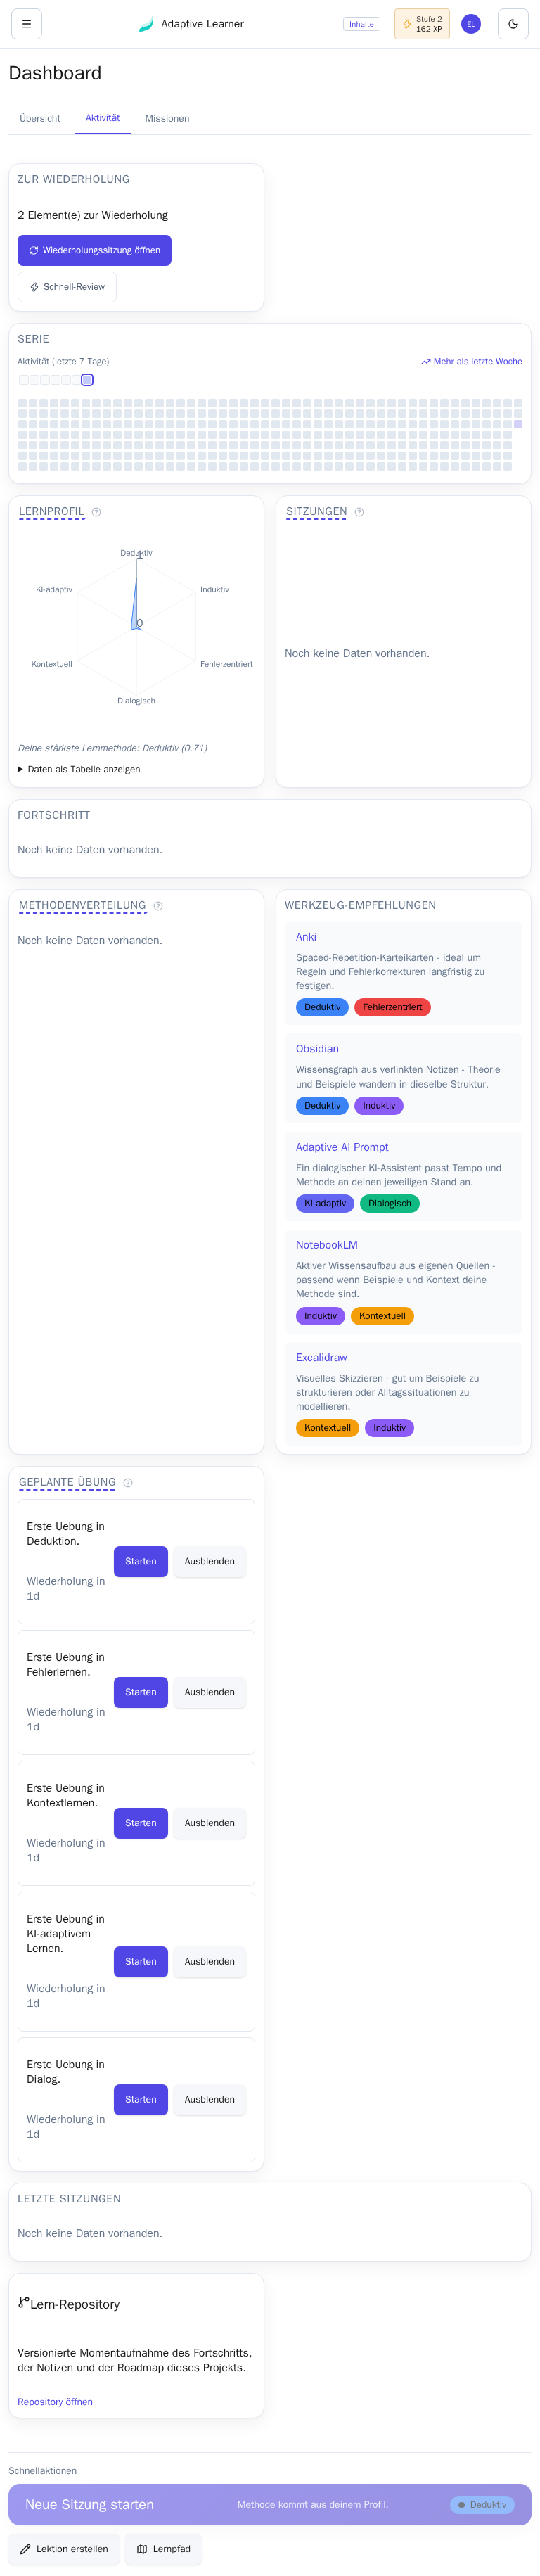 Adaptive Learner
Inhalte
Stufe 2
162 XP
EL
Dashboard
Übersicht
Aktivität
Missionen
ZUR WIEDERHOLUNG
2 Element(e) zur Wiederholung
Wiederholungssitzung öffnen
Schnell-Review
SERIE
Aktivität (letzte 7 Tage)
Mehr als letzte Woche
LERNPROFIL
Deduktiv
1
KI-adaptiv
Induktiv
0
Kontextuell
Fehlerzentriert
Dialogisch
Deine stärkste Lernmethode: Deduktiv (0.71)
Daten als Tabelle anzeigen
SITZUNGEN
Noch keine Daten vorhanden.
FORTSCHRITT
Noch keine Daten vorhanden.
METHODENVERTEILUNG
Noch keine Daten vorhanden.
WERKZEUG-EMPFEHLUNGEN
Anki
Spaced-Repetition-Karteikarten - ideal um
Regeln und Fehlerkorrekturen langfristig zu
festigen.
Deduktiv
Fehlerzentriert
Obsidian
Wissensgraph aus verlinkten Notizen - Theorie
und Beispiele wandern in dieselbe Struktur.
Deduktiv
Induktiv
Adaptive AI Prompt
Ein dialogischer KI-Assistent passt Tempo und
Methode an deinen jeweiligen Stand an.
KI-adaptiv
Dialogisch
NotebookLM
Aktiver Wissensaufbau aus eigenen Quellen -
passend wenn Beispiele und Kontext deine
Methode sind.
Induktiv
Kontextuell
Excalidraw
Visuelles Skizzieren - gut um Beispiele zu
strukturieren oder Alltagssituationen zu
modellieren.
Kontextuell
Induktiv
GEPLANTE ÜBUNG
Erste Uebung in
Deduktion.
Wiederholung in
1d
Starten
Ausblenden
Erste Uebung in
Fehlerlernen.
Wiederholung in
1d
Starten
Ausblenden
Erste Uebung in
Kontextlernen.
Wiederholung in
1d
Starten
Ausblenden
Erste Uebung in
KI-adaptivem
Lernen.
Wiederholung in
1d
Starten
Ausblenden
Erste Uebung in
Dialog.
Wiederholung in
1d
Starten
Ausblenden
LETZTE SITZUNGEN
Noch keine Daten vorhanden.
Lern-Repository
Versionierte Momentaufnahme des Fortschritts,
der Notizen und der Roadmap dieses Projekts.
Repository öffnen
Schnellaktionen
Neue Sitzung starten
Methode kommt aus deinem Profil.
Deduktiv
Lektion erstellen
Lernpfad